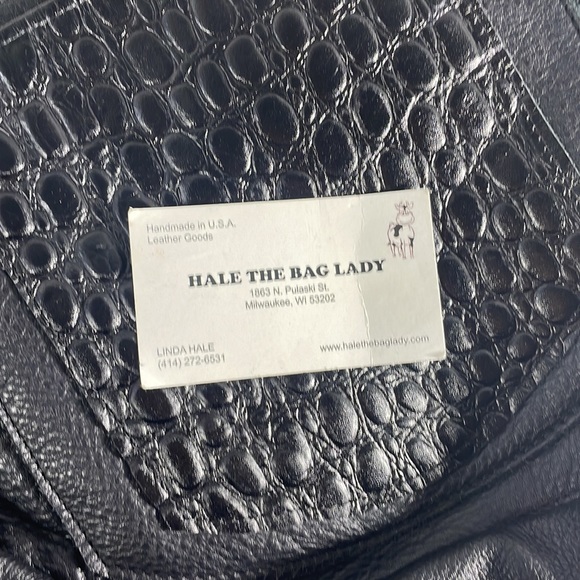 Handmade in U.S.A.
Leather Goods
HALE THE BAG LADY
1863 N. Pulaski St.
Milwaukee, WI 53202
LINDA HALE
(414) 272-6531
www.halethebaglady.com